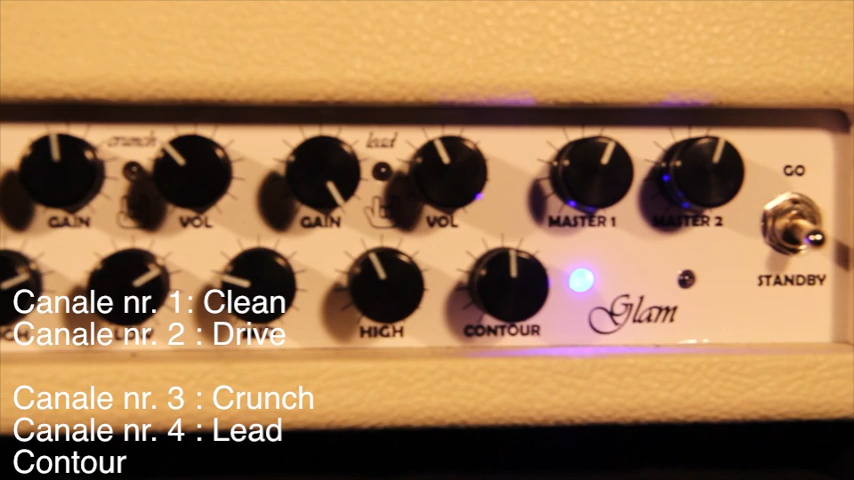 crunch lead
GO
GAIN VOL GAIN VOL MASTER 1 MASTER 2
STANDBY
HIGH CONTOUR
Glam
Canale nr. 1: Clean
Canale nr. 2 : Drive
Canale nr. 3 : Crunch
Canale nr. 4 : Lead
Contour